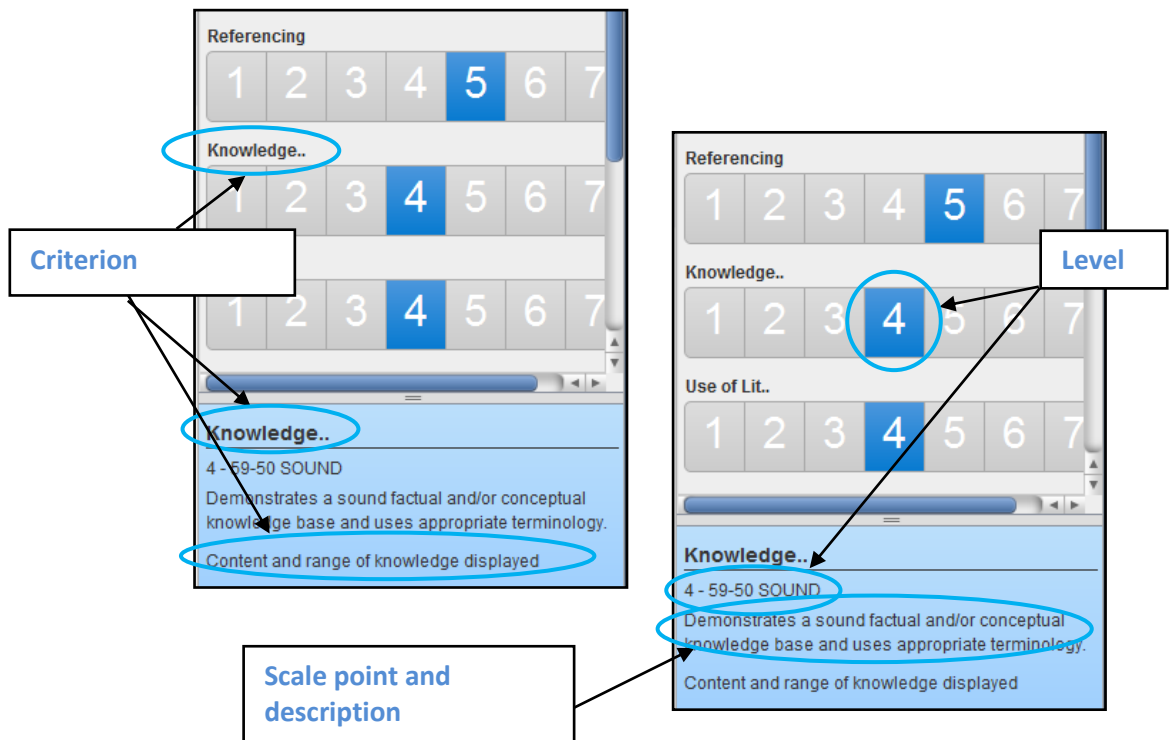 Referencing
1 2 3 4 5 6 7
Knowledge..
1 2 3 4 5 6 7
1 2 3 4 5 6 7
Knowledge..
4 - 59-50 SOUND
Demonstrates a sound factual and/or conceptual
knowledge base and uses appropriate terminology.
Content and range of knowledge displayed
Criterion
Referencing
1 2 3 4 5 6 7
Knowledge..
1 2 3 4 5 6 7
Use of Lit..
1 2 3 4 5 6 7
Knowledge..
4 - 59-50 SOUND
Demonstrates a sound factual and/or conceptual
knowledge base and uses appropriate terminology.
Content and range of knowledge displayed
Level
Scale point and
description